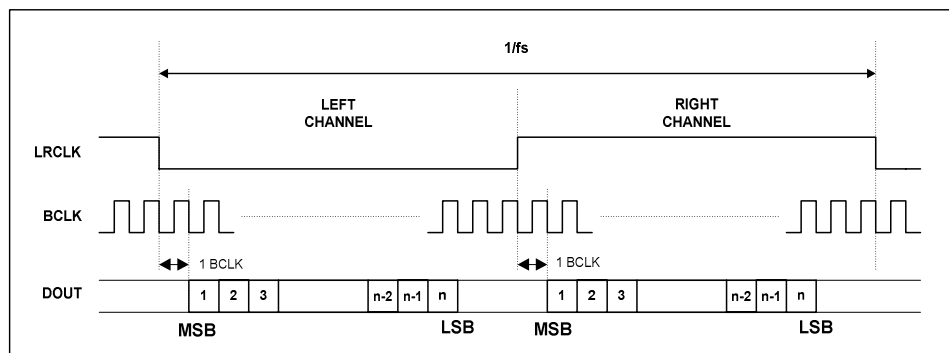 1/fs
LEFT
CHANNEL
RIGHT
CHANNEL
LRCLK
BCLK
1 BCLK
1 BCLK
DOUT
1 2 3 n-2 n-1 n 1 2 3 n-2 n-1 n
MSB LSB MSB LSB